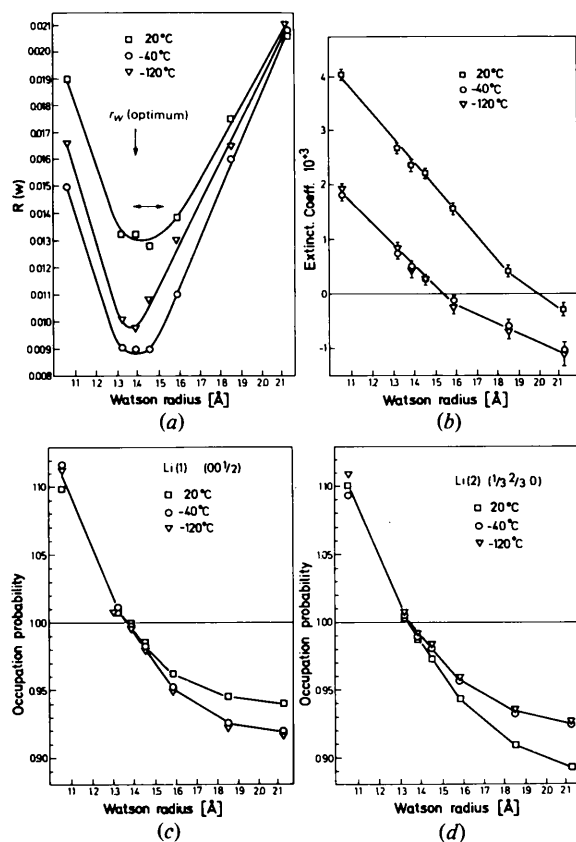 0.021
0.020
0.019
0.018
0.017
0.016
0.015
0.014
0.013
0.012
0.011
0.010
0.009
0.008
R (w)
20°C
-40°C
-120°C
rw (optimum)
11 12 13 14 15 16 17 18 19 20 21
Watson radius [Å]
(a)
4
3
2
1
0
-1
Extinct. Coeff. 10*3
20°C
-40°C
-120°C
11 12 13 14 15 16 17 18 19 20 21
Watson radius [Å]
(b)
1.10
1.05
1.00
0.95
0.90
Occupation probability
Li(1) (00 1/2)
20°C
-40°C
-120°C
11 12 13 14 15 16 17 18 19 20 21
Watson radius [Å]
(c)
1.10
1.05
1.00
0.95
0.90
Occupation probability
Li(2) (1/3 2/3 0)
20°C
-40°C
-120°C
11 12 13 14 15 16 17 18 19 20 21
Watson radius [Å]
(d)